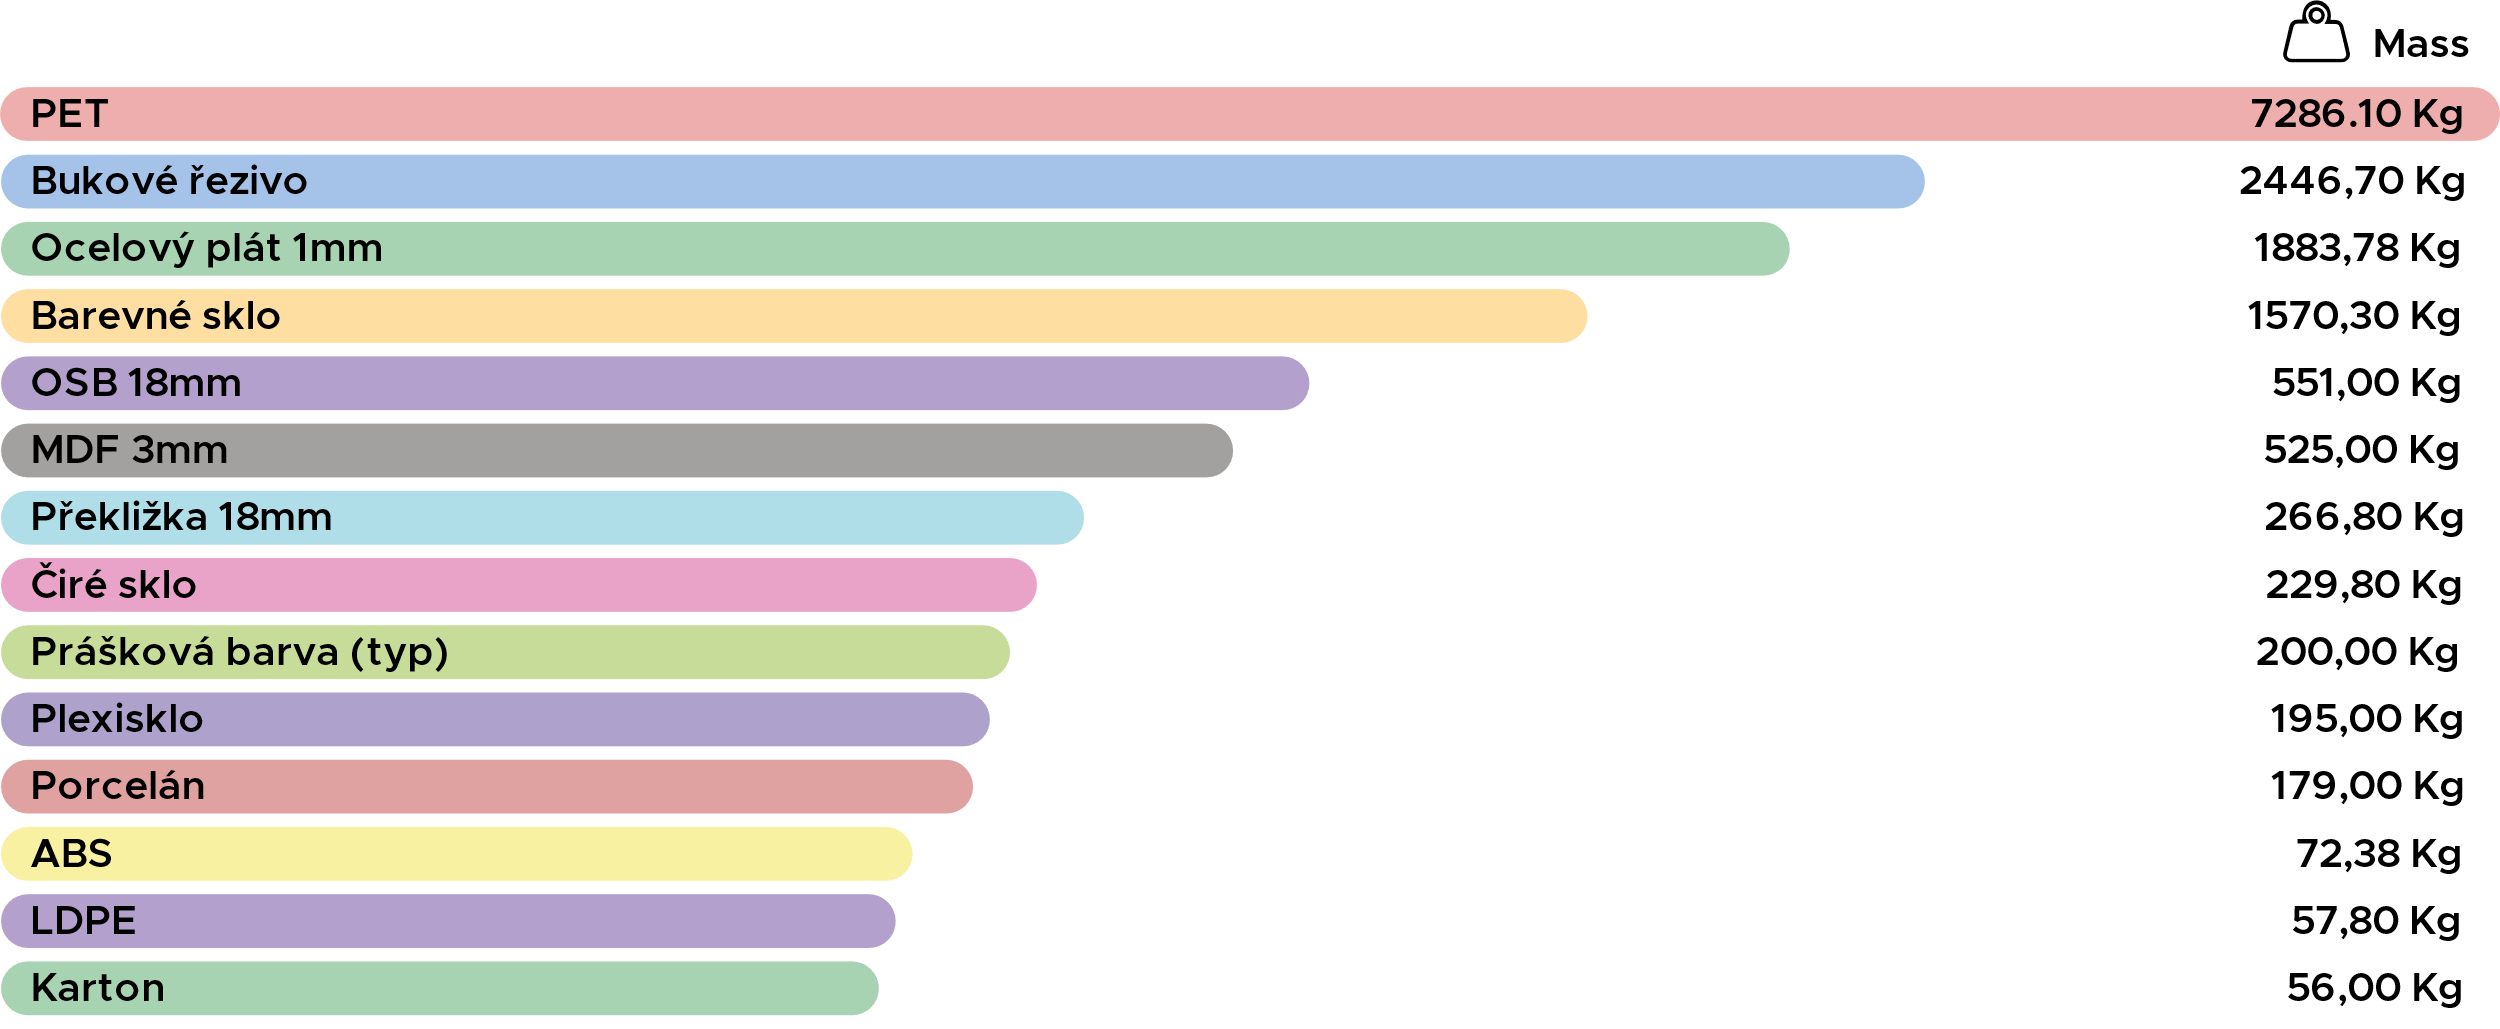 Mass
PET 7286.10 Kg
Bukové řezivo 2446,70 Kg
Ocelový plát 1mm 1883,78 Kg
Barevné sklo 1570,30 Kg
OSB 18mm 551,00 Kg
MDF 3mm 525,00 Kg
Překližka 18mm 266,80 Kg
Čiré sklo 229,80 Kg
Prášková barva (typ) 200,00 Kg
Plexisklo 195,00 Kg
Porcelán 179,00 Kg
ABS 72,38 Kg
LDPE 57,80 Kg
Karton 56,00 Kg